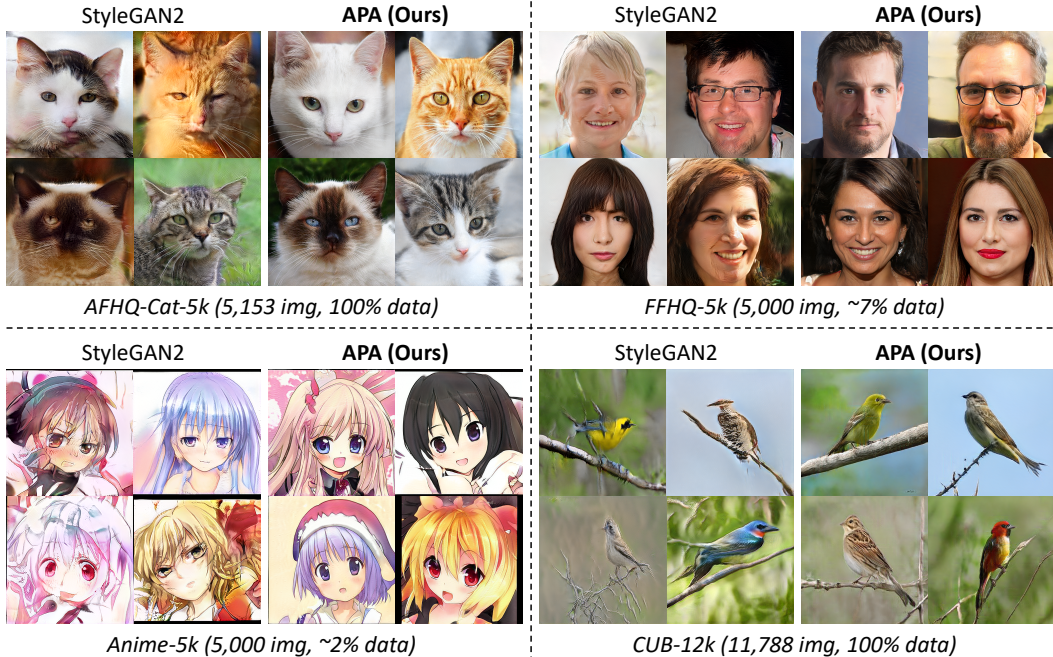 StyleGAN2 APA (Ours)
AFHQ-Cat-5k (5,153 img, 100% data)
StyleGAN2 APA (Ours)
FFHQ-5k (5,000 img, ~7% data)
StyleGAN2 APA (Ours)
Anime-5k (5,000 img, ~2% data)
StyleGAN2 APA (Ours)
CUB-12k (11,788 img, 100% data)